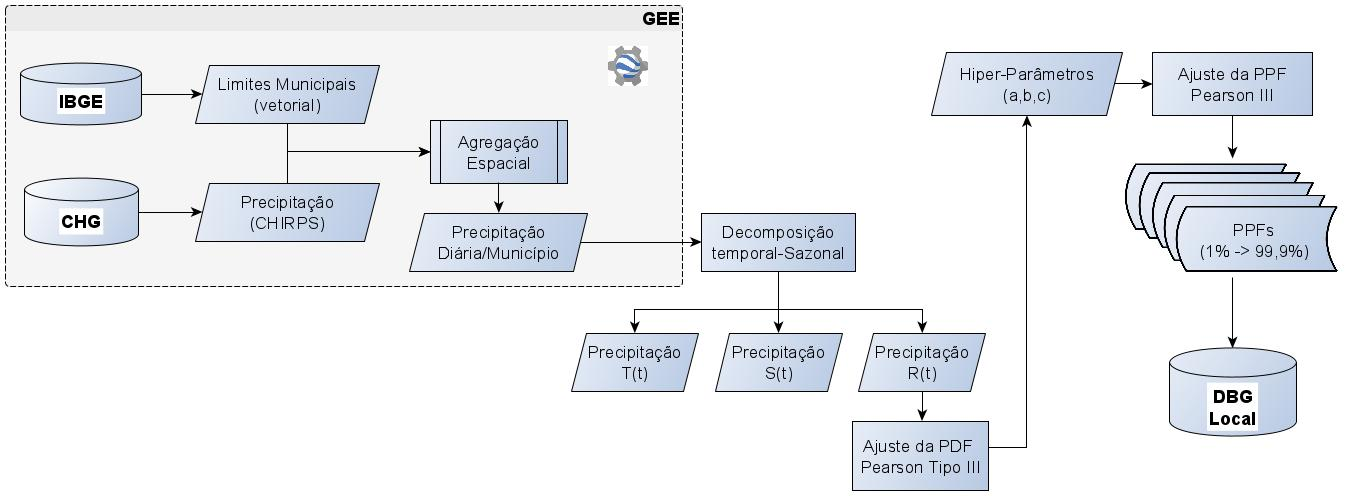 GEE
IBGE
Limites Municipais
(vetorial)
CHG
Precipitação
(CHIRPS)
Agregação
Espacial
Precipitação
Diária/Município
Decomposição
temporal-Sazonal
Precipitação
T(t)
Precipitação
S(t)
Precipitação
R(t)
Ajuste da PDF
Pearson Tipo III
Hiper-Parâmetros
(a,b,c)
Ajuste da PPF
Pearson III
PPFs
(1% -> 99,9%)
DBG
Local